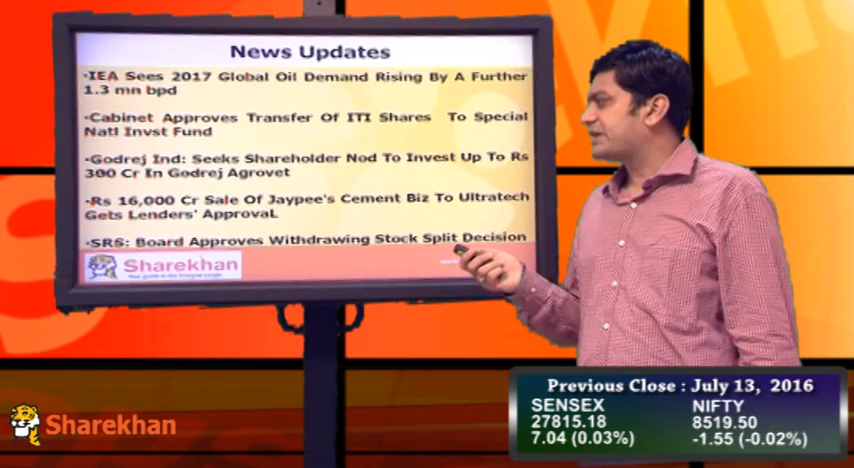 News Updates
•IEA Sees 2017 Global Oil Demand Rising By A Further
1.3 mn bpd
•Cabinet Approves Transfer Of ITI Shares To Special
Natl Invst Fund
•Godrej Ind: Seeks Shareholder Nod To Invest Up To Rs
300 Cr In Godrej Agrovet
•Rs 16,000 Cr Sale Of Jaypee's Cement Biz To Ultratech
Gets Lenders' Approval
•SRS: Board Approves Withdrawing Stock Split Decision
Sharekhan
Previous Close : July 13, 2016
SENSEX NIFTY
27815.18 8519.50
7.04 (0.03%) -1.55 (-0.02%)
Sharekhan